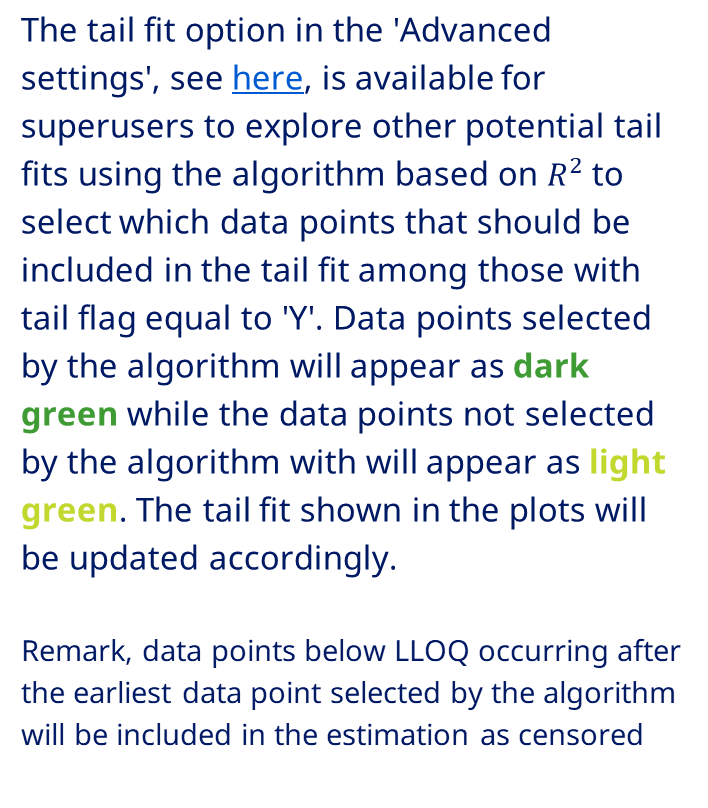 The tail fit option in the 'Advanced
settings', see here, is available for
superusers to explore other potential tail
fits using the algorithm based on R² to
select which data points that should be
included in the tail fit among those with
tail flag equal to 'Y'. Data points selected
by the algorithm will appear as dark
green while the data points not selected
by the algorithm with will appear as light
green. The tail fit shown in the plots will
be updated accordingly.
Remark, data points below LLOQ occurring after
the earliest data point selected by the algorithm
will be included in the estimation as censored